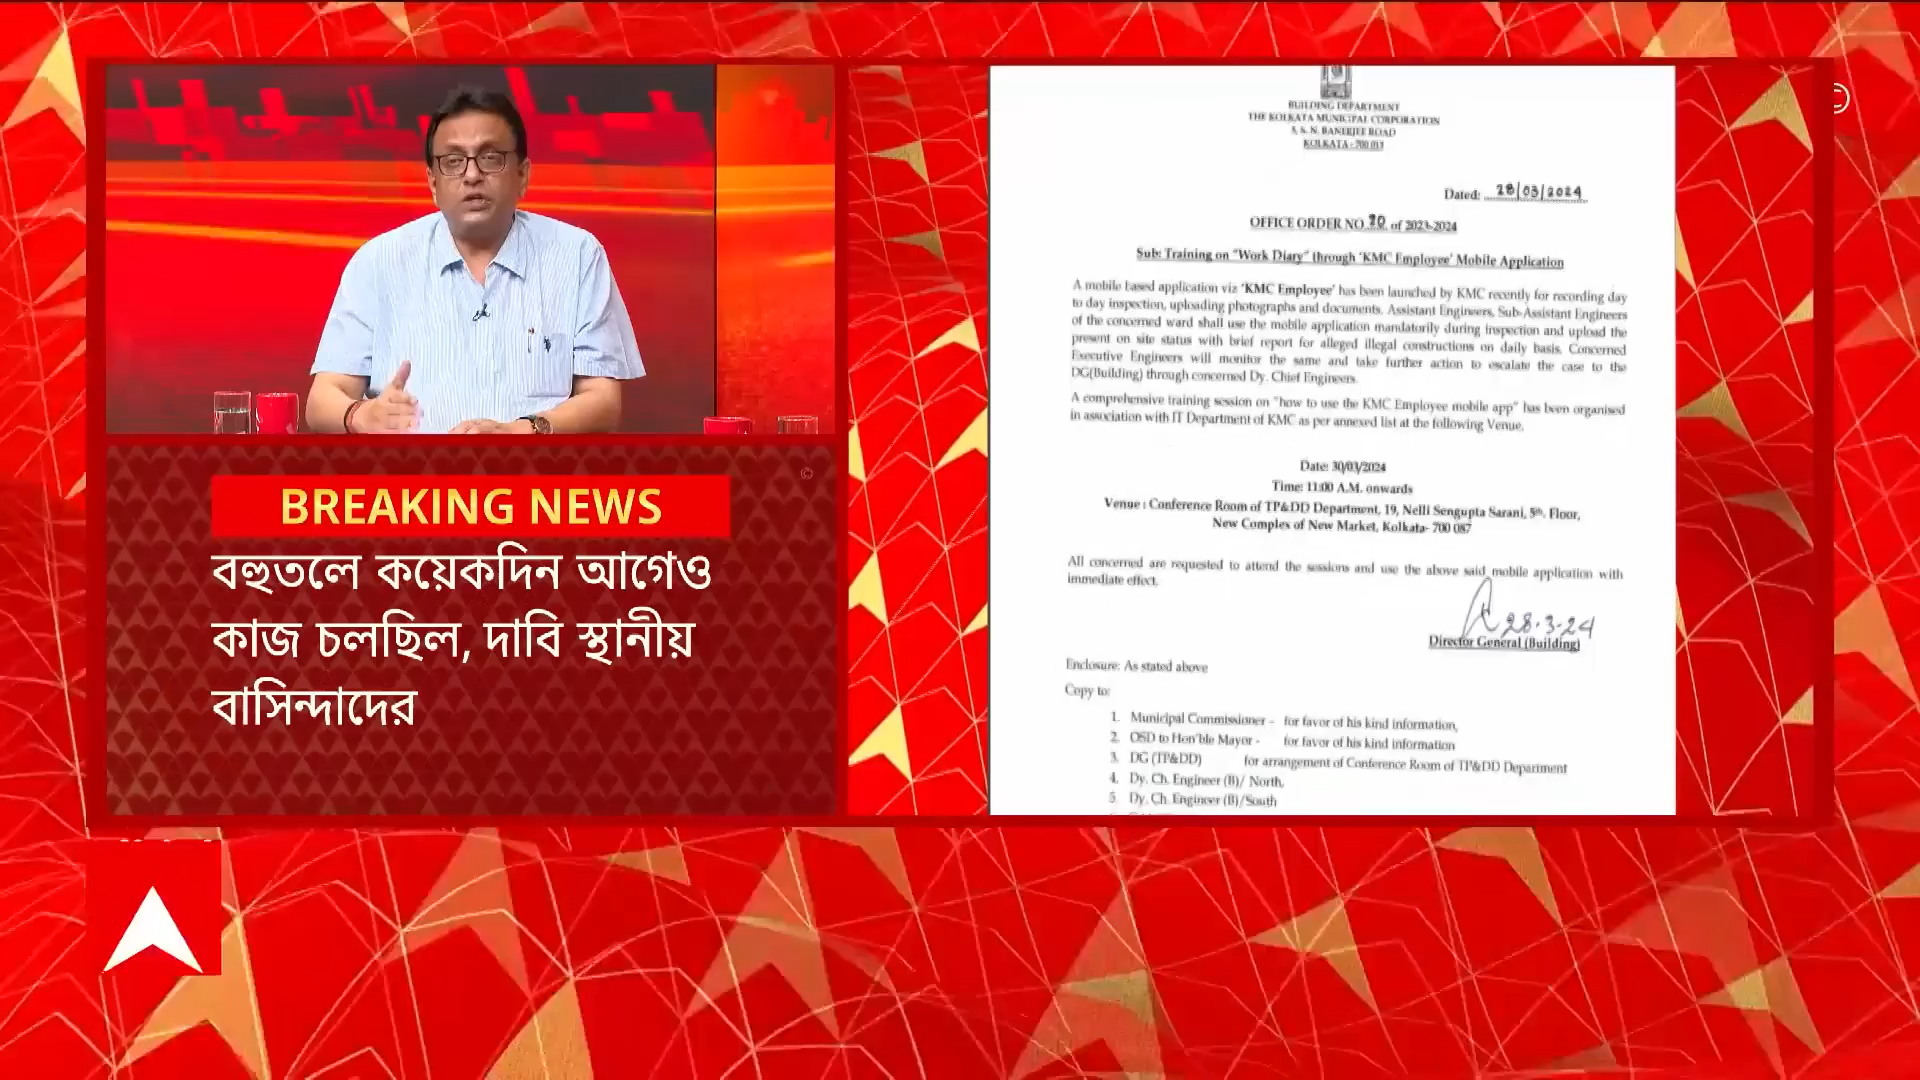 BREAKING NEWS
বহুতলে কয়েকদিন আগেও
কাজ চলছিল, দাবি স্থানীয়
বাসিন্দাদের
BUILDING DEPARTMENT
THE KOLKATA MUNICIPAL CORPORATION
5, S. N. BANERJEE ROAD
KOLKATA - 700 013
Dated: 28/03/2024
OFFICE ORDER NO. of 2023-2024
Sub: Training on "Work Diary" through 'KMC Employee' Mobile Application
A mobile based application viz 'KMC Employee' has been launched by KMC recently for recording day
to day inspection, uploading photographs and documents. Assistant Engineers, Sub-Assistant Engineers
of the concerned ward shall use the mobile application mandatorily during inspection and upload the
present on site status with brief report for alleged illegal constructions on daily basis. Concerned
Executive Engineers will monitor the same and take further action to escalate the case to the
DG(Building) through concerned Dy. Chief Engineers.
A comprehensive training session on "how to use the KMC Employee mobile app" has been organised
in association with IT Department of KMC as per annexed list at the following Venue.
Date: 30/03/2024
Time: 11:00 A.M. onwards
Venue : Conference Room of TP&DD Department, 19, Nelli Sengupta Sarani, 5th. Floor,
New Complex of New Market, Kolkata- 700 087
All concerned are requested to attend the sessions and use the above said mobile application with
immediate effect.
28.3.24
Director General (Building)
Enclosure: As stated above
Copy to:
1. Municipal Commissioner - for favor of his kind information,
2. OSD to Hon'ble Mayor - for favor of his kind information
3. DG (TP&DD) for arrangement of Conference Room of TP&DD Department
4. Dy. Ch. Engineer (B)/ North,
5. Dy. Ch. Engineer (B)/South